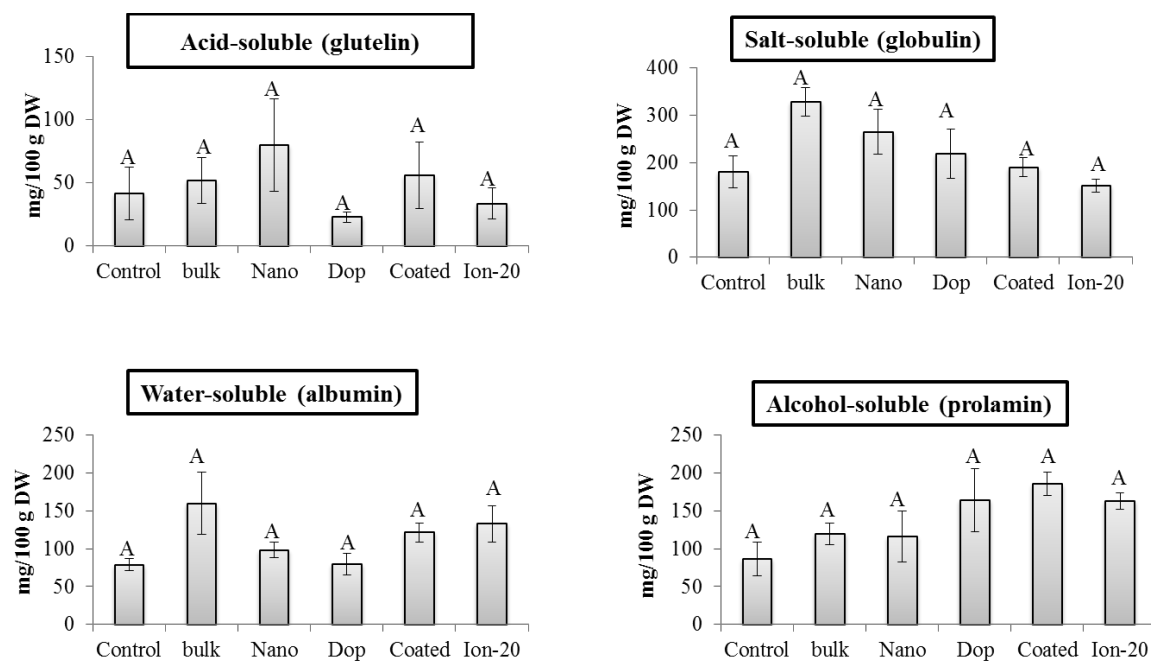 Acid-soluble (glutelin)
mg/100 g DW
150
100
50
0
A A A A A A
Control bulk Nano Dop Coated Ion-20
Salt-soluble (globulin)
mg/100 g DW
400
300
200
100
0
A A A A A A
Control bulk Nano Dop Coated Ion-20
Water-soluble (albumin)
mg/100 g DW
250
200
150
100
50
0
A A A A A A
Control bulk Nano Dop Coated Ion-20
Alcohol-soluble (prolamin)
mg/100 g DW
250
200
150
100
50
0
A A A A A A
Control bulk Nano Dop Coated Ion-20